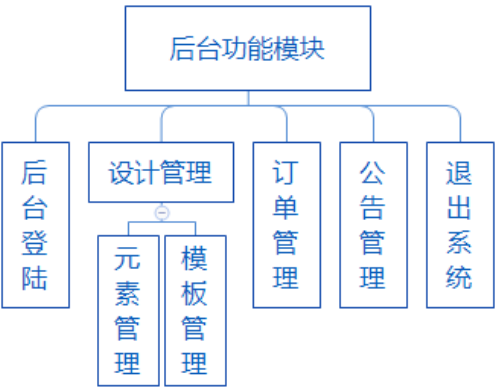 后台功能模块
后台登陆
设计管理
订单管理
公告管理
退出系统
元素管理
模板管理